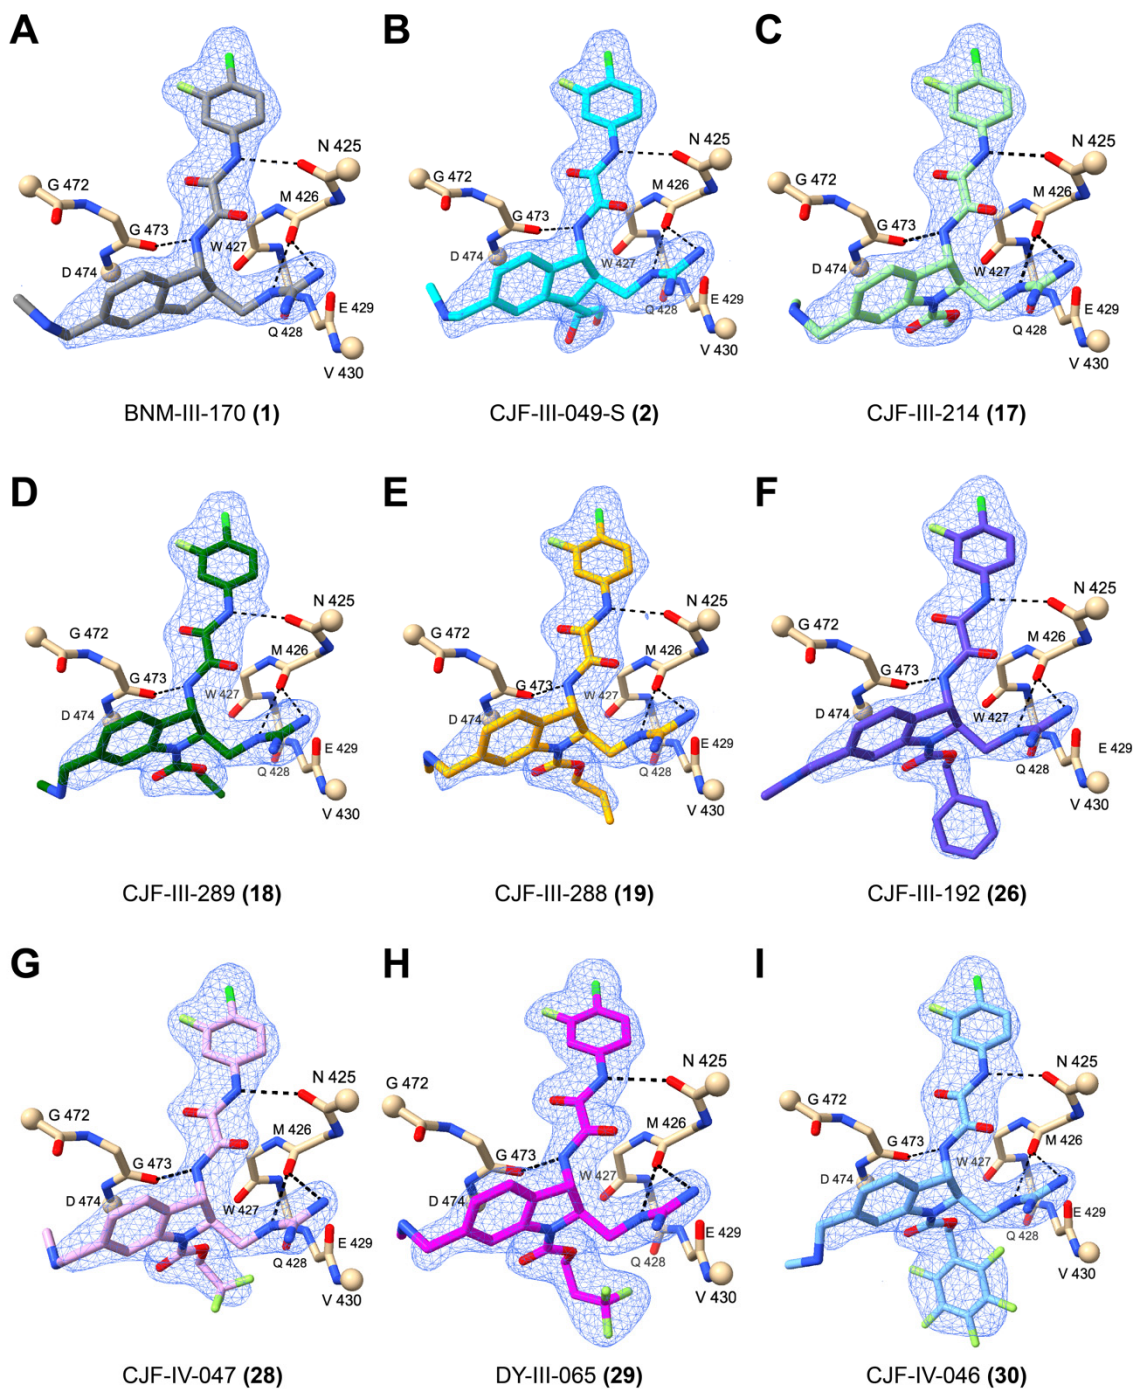 A
N 425
G 472
M 426
G 473
W 427
D 474
E 429
Q 428
V 430
BNM-III-170 (1)
B
N 425
G 472
M 426
G 473
W 427
D 474
E 429
Q 428
V 430
CJF-III-049-S (2)
C
N 425
G 472
M 426
G 473
D 474
W 427
E 429
Q 428
V 430
CJF-III-214 (17)
D
N 425
G 472
M 426
G 473
W 427
D 474
E 429
Q 428
V 430
CJF-III-289 (18)
E
N 425
G 472
M 426
G 473
W 427
D 474
E 429
Q 428
V 430
CJF-III-288 (19)
F
N 425
G 472
M 426
G 473
D 474
W 427
E 429
Q 428
V 430
CJF-III-192 (26)
G
N 425
G 472
M 426
G 473
D 474
W 427
E 429
Q 428
V 430
CJF-IV-047 (28)
H
N 425
G 472
M 426
G 473
W 427
D 474
E 429
Q 428
V 430
DY-III-065 (29)
I
N 425
G 472
M 426
G 473
W 427
D 474
E 429
Q 428
V 430
CJF-IV-046 (30)